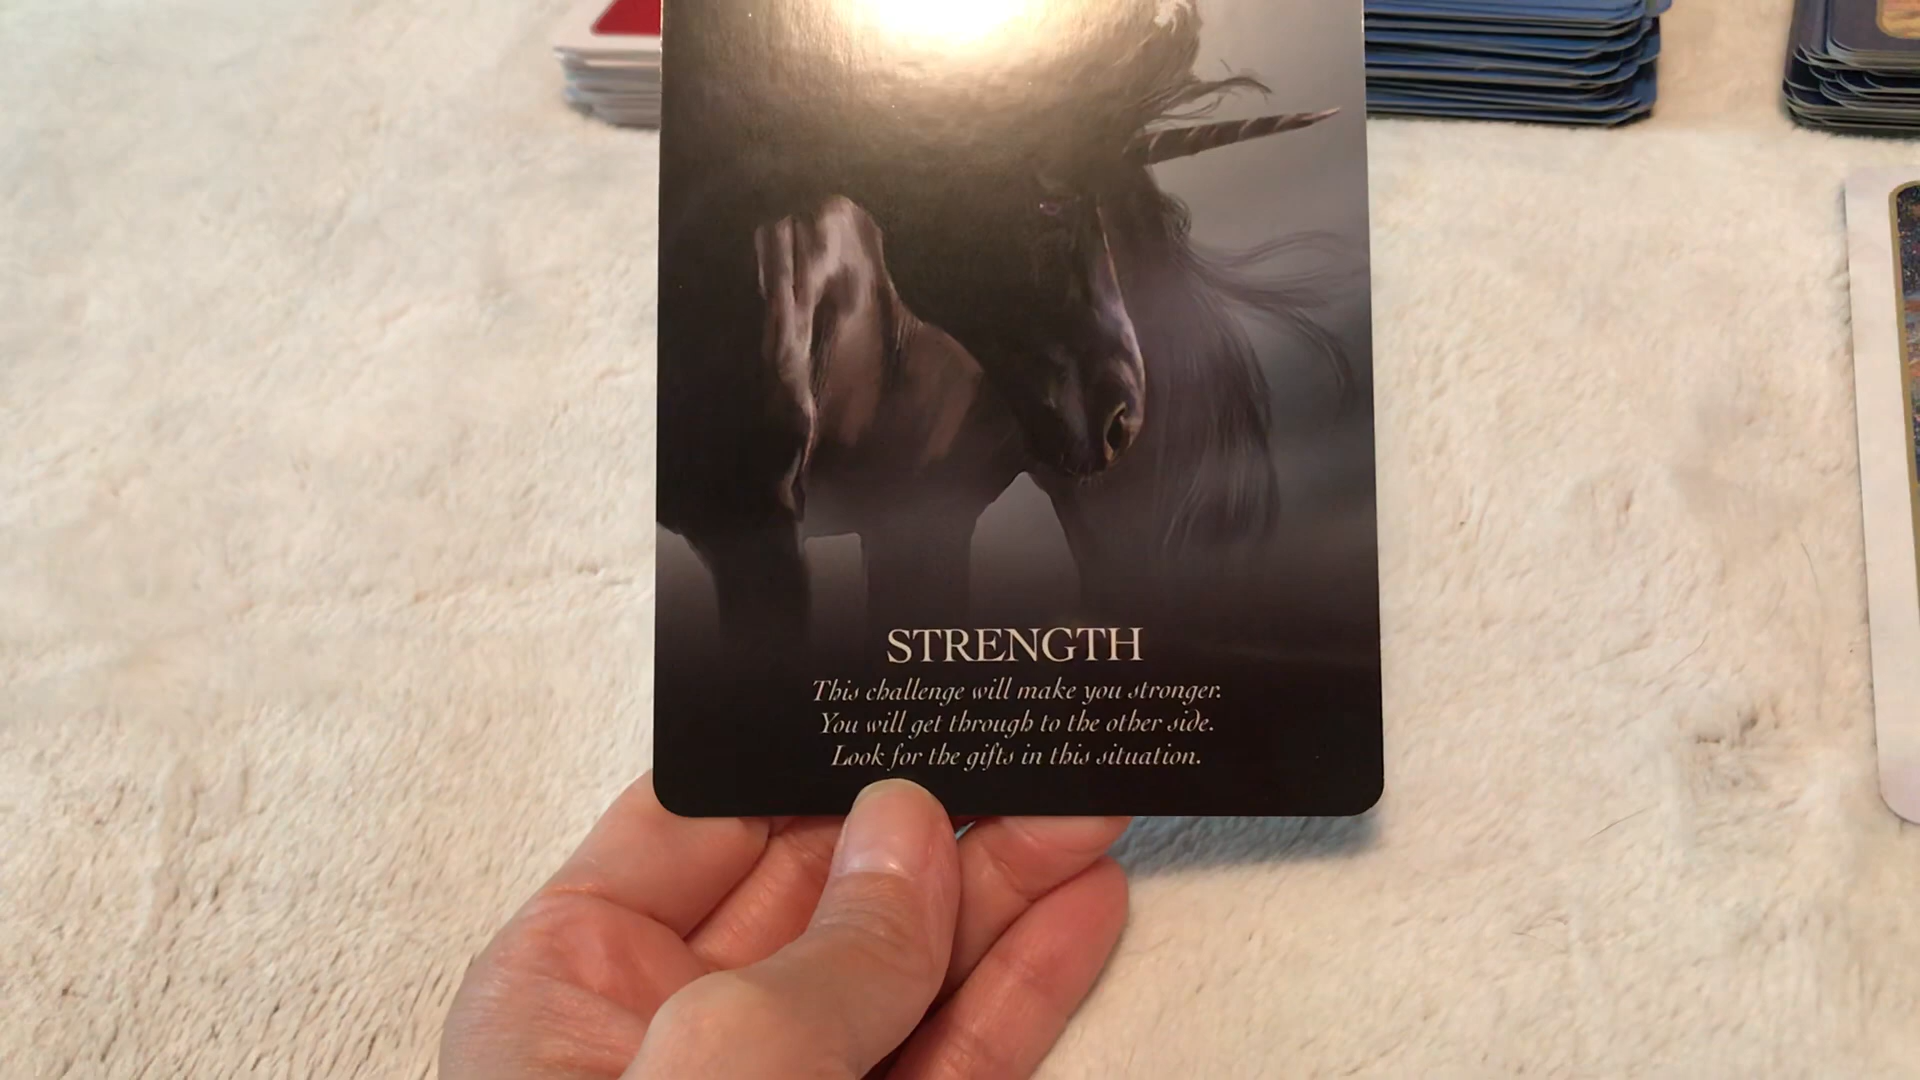 STRENGTH
This challenge will make you stronger.
You will get through to the other side.
Look for the gifts in this situation.